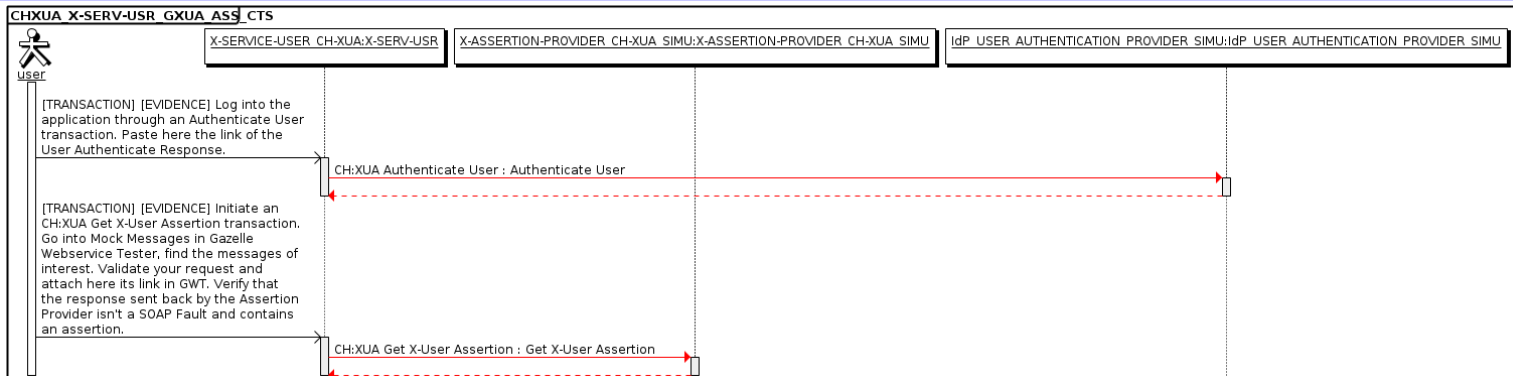 CHXUA_X-SERV-USR_GXUA_ASS_CTS
X-SERVICE-USER_CH-XUA:X-SERV-USR
X-ASSERTION-PROVIDER_CH-XUA_SIMU:X-ASSERTION-PROVIDER_CH-XUA_SIMU
IdP_USER_AUTHENTICATION_PROVIDER_SIMU:IdP_USER_AUTHENTICATION_PROVIDER_SIMU
user
[TRANSACTION] [EVIDENCE] Log into the
application through an Authenticate User
transaction. Paste here the link of the
User Authenticate Response.
CH:XUA Authenticate User : Authenticate User
[TRANSACTION] [EVIDENCE] Initiate an
CH:XUA Get X-User Assertion transaction.
Go into Mock Messages in Gazelle
Webservice Tester, find the messages of
interest. Validate your request and
attach here its link in GWT. Verify that
the response sent back by the Assertion
Provider isn't a SOAP Fault and contains
an assertion.
CH:XUA Get X-User Assertion : Get X-User Assertion